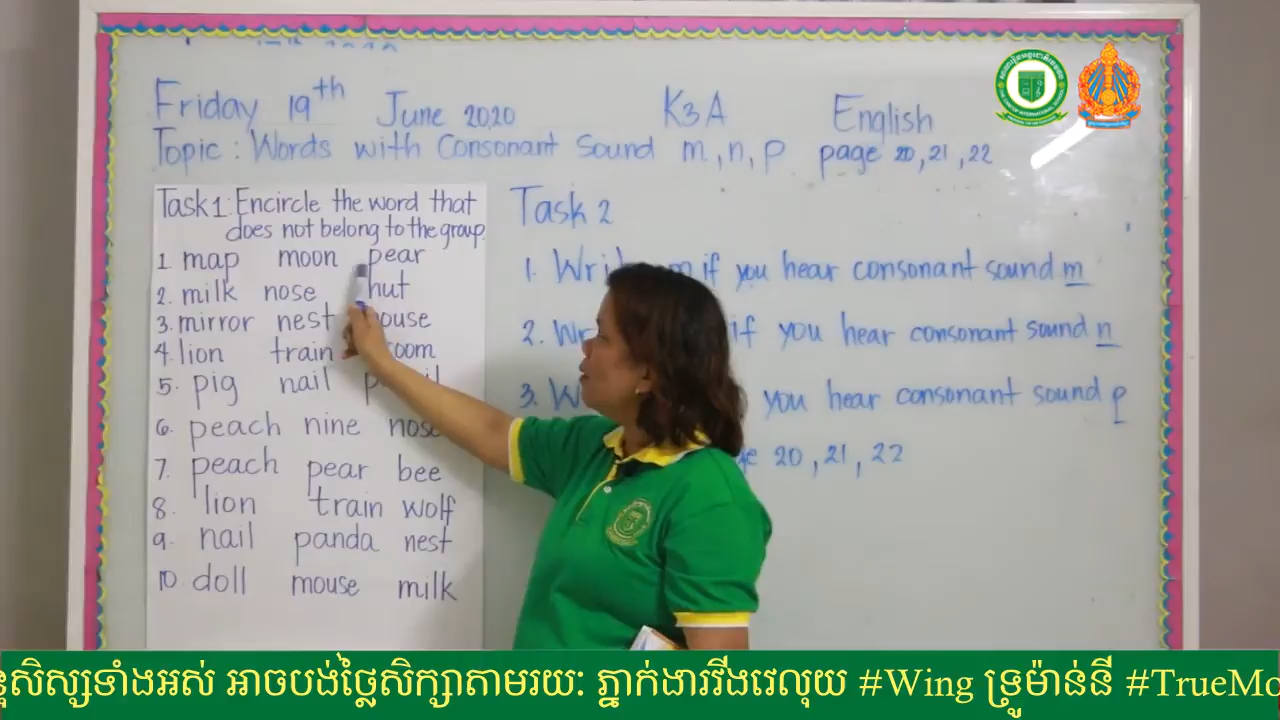 Friday 19th June 2020 K3A English
Topic : Words with Consonant Sound m, n, p page 20, 21, 22
Task 1: Encircle the word that
does not belong to the group.
1. map moon pear
2. milk nose hut
3. mirror nest
4. lion train
5. pig nail
6. peach nine nose
7. peach pear bee
8. lion train wolf
9. nail panda nest
10. doll mouse milk
Task 2
1. if you hear consonant sound m
2. if you hear consonant sound n
3. you hear consonant sound p
20, 21, 22
សិស្សទាំងអស់ អាចបង់ថ្លៃសិក្សាតាមរយៈ ភ្នាក់ងារវីងវេលុយ #Wing ទ្រូម៉ាន់នី